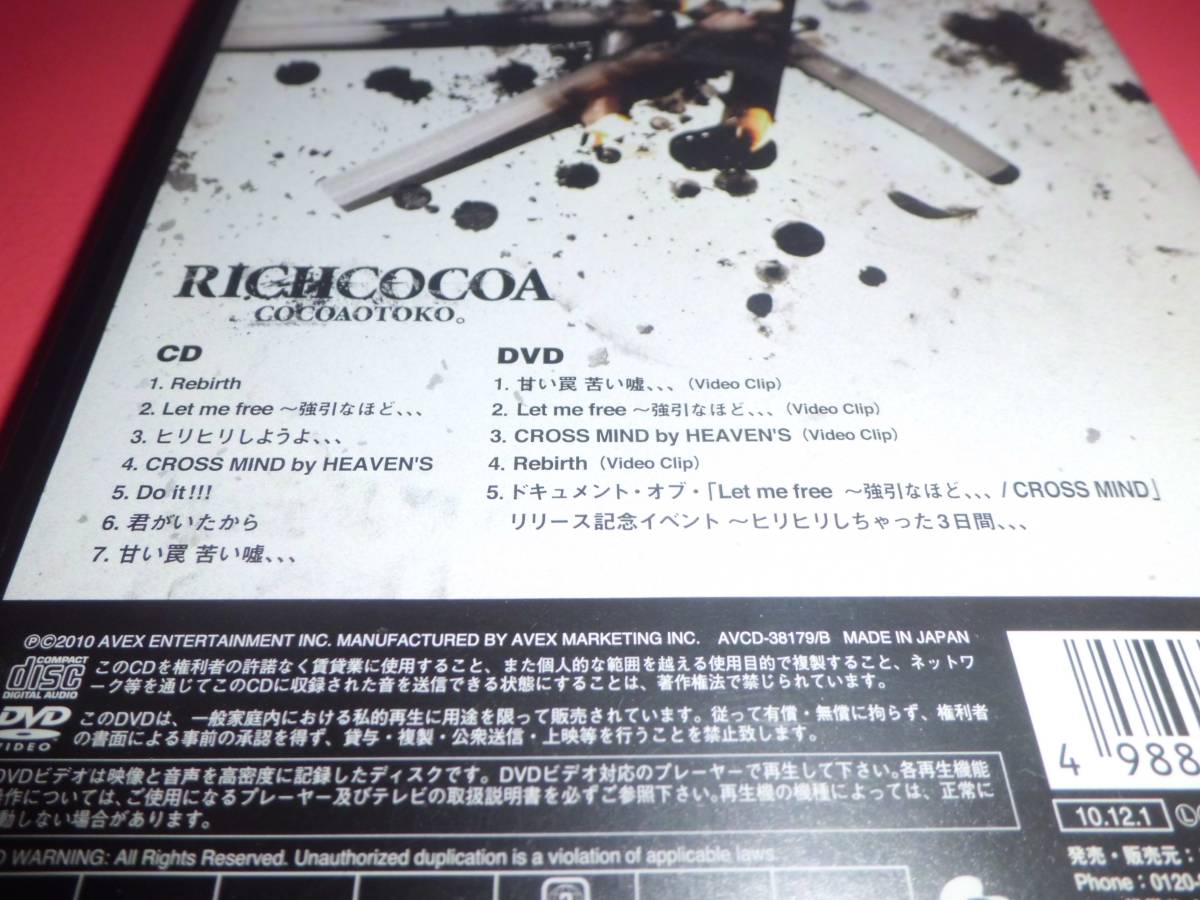 RICHCOCOA
COCOAOTOKO。
CD
1. Rebirth
2. Let me free ～強引なほど、、、
3. ヒリヒリしようよ、、、
4. CROSS MIND by HEAVEN'S
5. Do it!!!
6. 君がいたから
7. 甘い罠 苦い嘘、、、
DVD
1. 甘い罠 苦い嘘、、、（Video Clip）
2. Let me free ～強引なほど、、、（Video Clip）
3. CROSS MIND by HEAVEN'S（Video Clip）
4. Rebirth（Video Clip）
5. ドキュメント・オブ・「Let me free ～強引なほど、、、/ CROSS MIND」
リリース記念イベント ～ヒリヒリしちゃった3日間、、、
℗©2010 AVEX ENTERTAINMENT INC. MANUFACTURED BY AVEX MARKETING INC. AVCD-38179/B MADE IN JAPAN
COMPACT
disc
DIGITAL AUDIO
このCDを権利者の許諾なく賃貸業に使用すること、また個人的な範囲を越える使用目的で複製すること、ネットワ
ーク等を通じてこのCDに収録された音を送信できる状態にすることは、著作権法で禁じられています。
DVD
VIDEO
このDVDは、一般家庭内における私的再生に用途を限って販売されています。従って有償・無償に拘らず、権利者
の書面による事前の承認を得ず、貸与・複製・公衆送信・上映等を行うことを禁止致します。
DVDビデオは映像と音声を高密度に記録したディスクです。DVDビデオ対応のプレーヤーで再生して下さい。各再生機能
操作については、ご使用になるプレーヤー及びテレビの取扱説明書を必ずご参照下さい。再生機の機種によっては、正常に
動しない場合があります。
WARNING: All Rights Reserved. Unauthorized duplication is a violation of applicable laws.
2
4 988
10.12.1
発売・販売元：
Phone：0120-